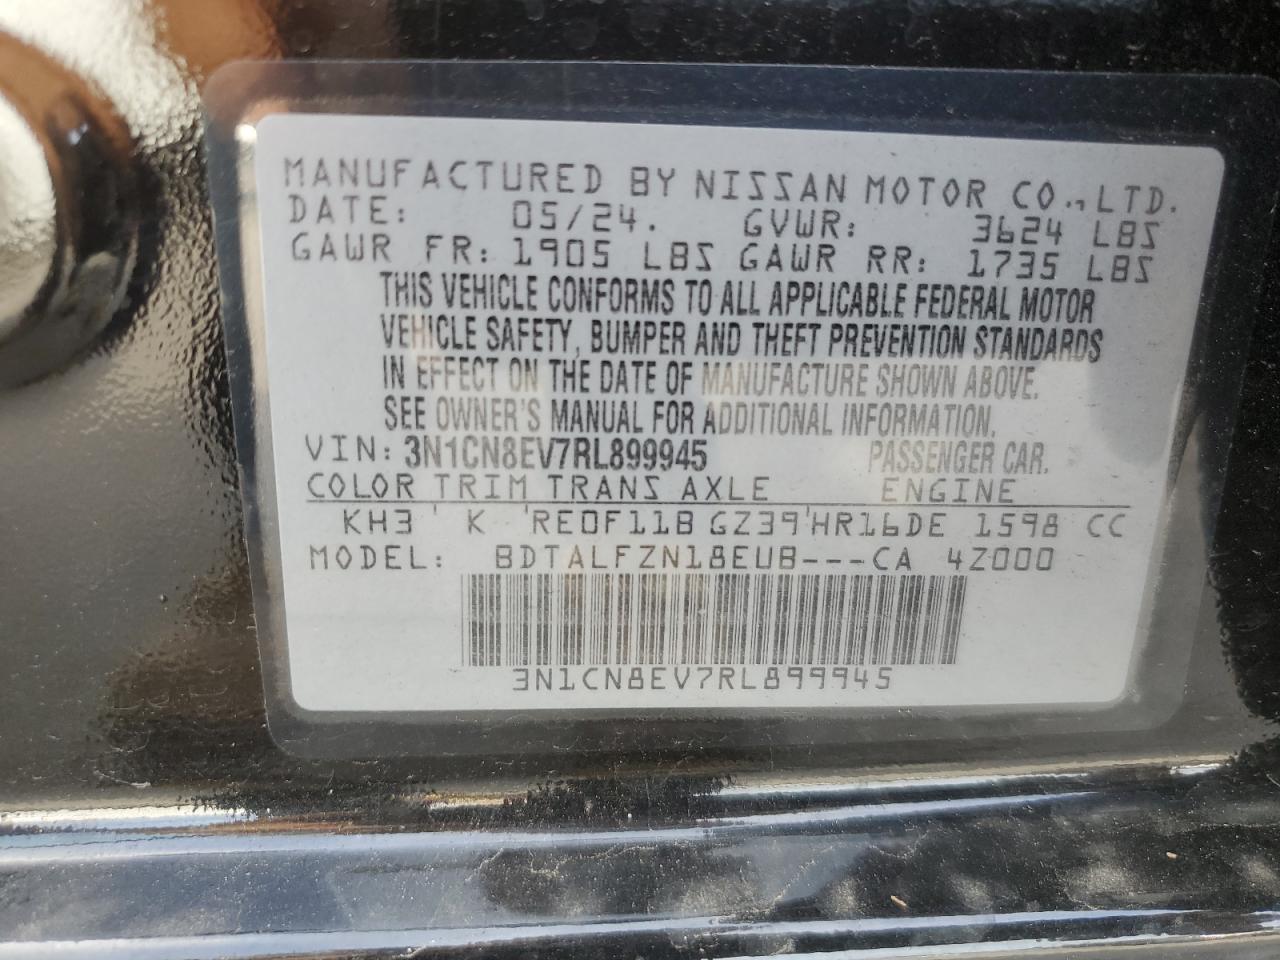 MANUFACTURED BY NISSAN MOTOR CO., LTD.
DATE: 05/24. GVWR: 3624 LBS
GAWR FR: 1905 LBS GAWR RR: 1735 LBS
THIS VEHICLE CONFORMS TO ALL APPLICABLE FEDERAL MOTOR
VEHICLE SAFETY, BUMPER AND THEFT PREVENTION STANDARDS
IN EFFECT ON THE DATE OF MANUFACTURE SHOWN ABOVE.
SEE OWNER'S MANUAL FOR ADDITIONAL INFORMATION.
VIN: 3N1CN8EV7RL899945 PASSENGER CAR.
COLOR TRIM TRANS AXLE ENGINE
KH3 ' K 'RE0F11B GZ39'HR16DE 1598 CC
MODEL: BDTALFZN18EUB---CA 4Z000
3N1CN8EV7RL899945